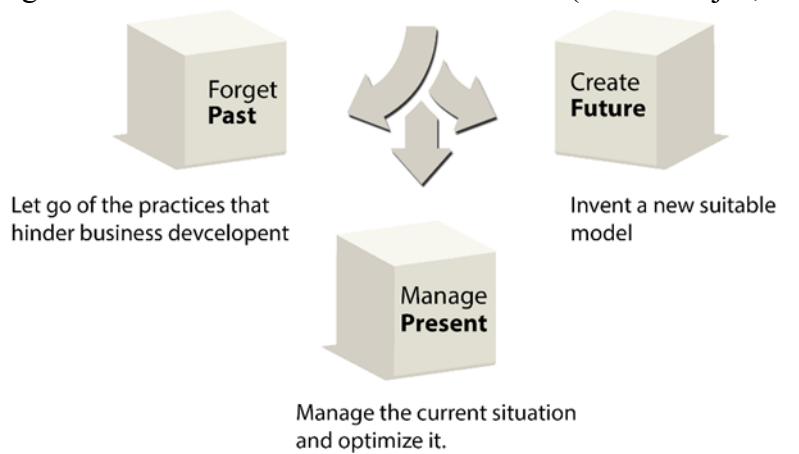 Forget
Past
Create
Future
Let go of the practices that
hinder business devcelopent
Invent a new suitable
model
Manage
Present
Manage the current situation
and optimize it.